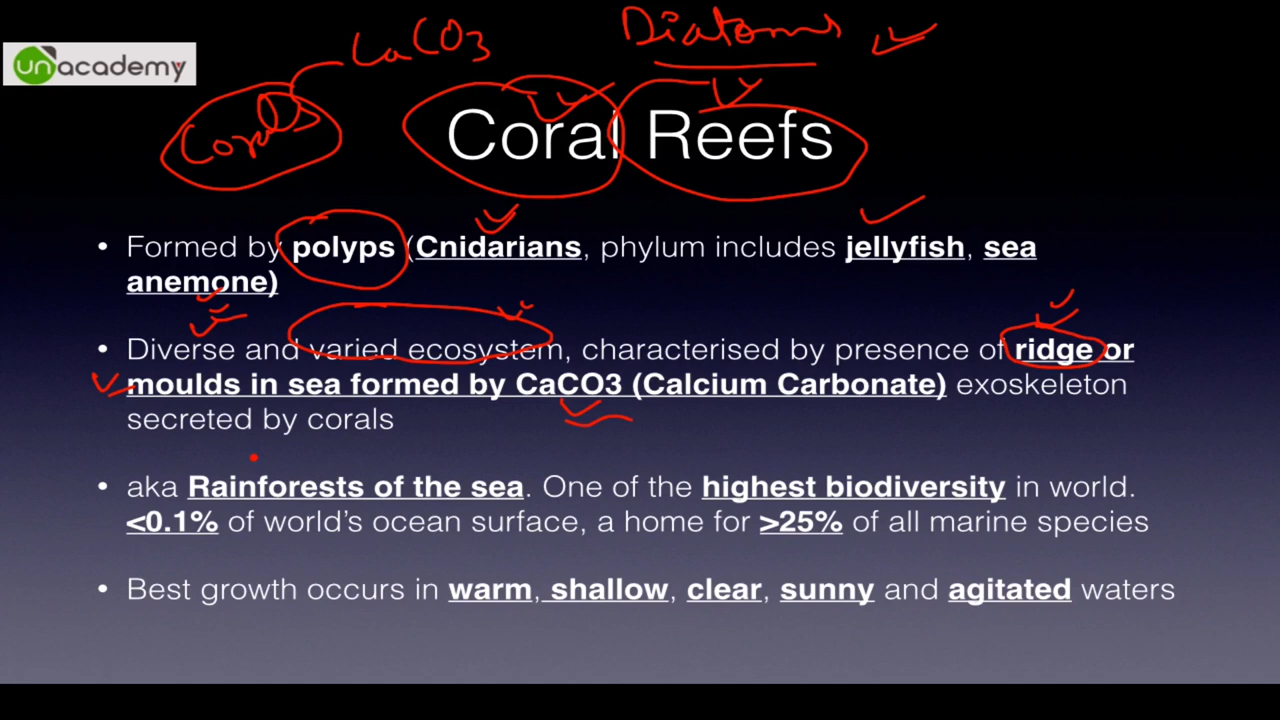 CaCO3
Diatoms
unacademy
Corals
Coral Reefs
• Formed by polyps (Cnidarians, phylum includes jellyfish, sea
anemone)
• Diverse and varied ecosystem, characterised by presence of ridge or
moulds in sea formed by CaCO3 (Calcium Carbonate) exoskeleton
secreted by corals
• aka Rainforests of the sea. One of the highest biodiversity in world.
<0.1% of world's ocean surface, a home for >25% of all marine species
• Best growth occurs in warm, shallow, clear, sunny and agitated waters